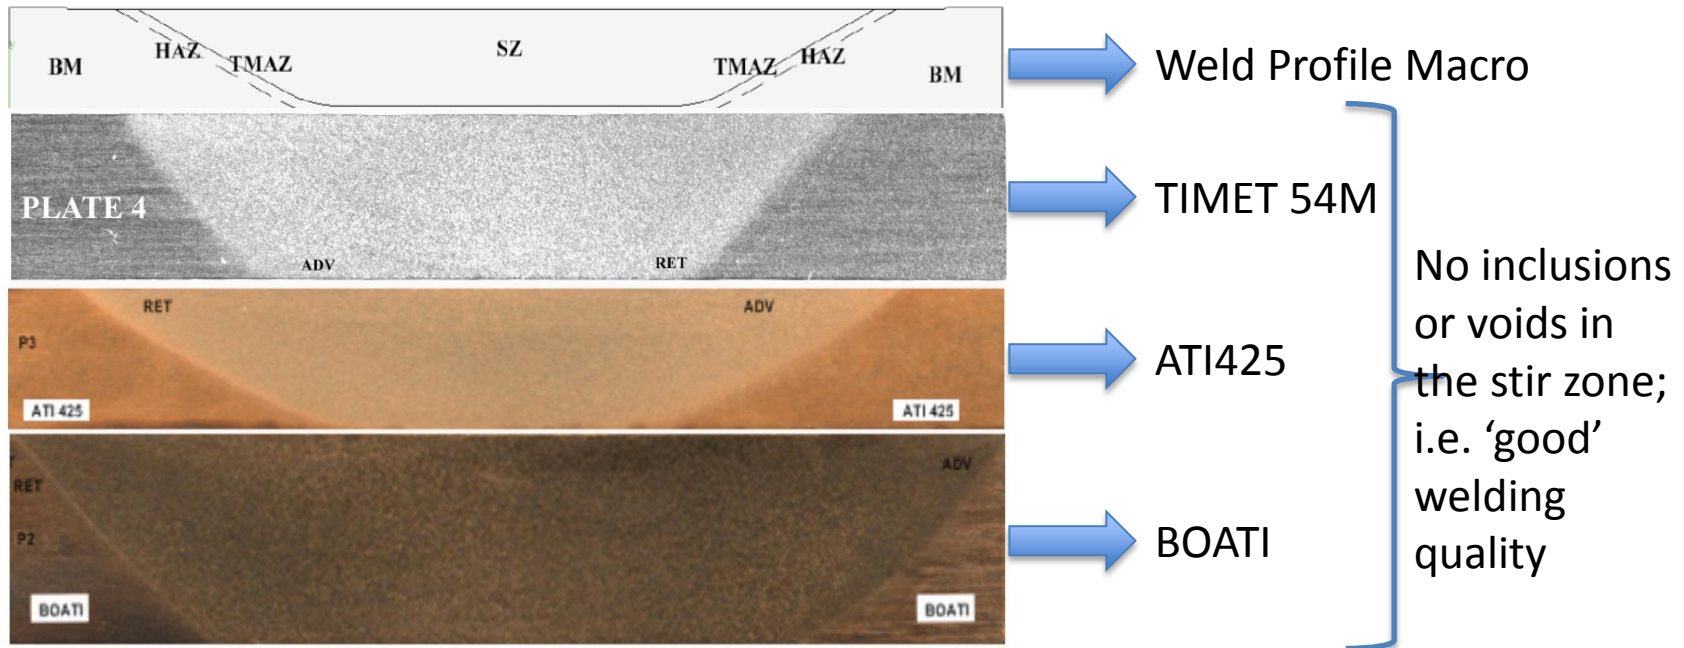 BM
HAZ
TMAZ
SZ
TMAZ
HAZ
BM
Weld Profile Macro
PLATE 4
ADV
RET
TIMET 54M
RET
ADV
P3
ATI 425
ATI 425
ATI425
RET
ADV
P2
BOATI
BOATI
BOATI
No inclusions
or voids in
the stir zone;
i.e. ‘good’
welding
quality